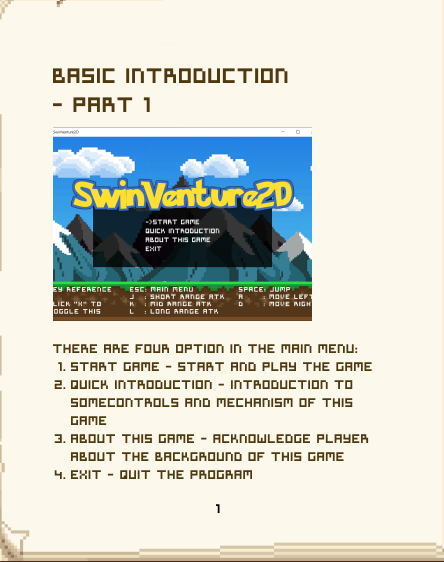 BASIC INTRODUCTION
- PART 1
SwinVenture2D
SwinVenture2D
->START GAME
QUICK INTRODUCTION
ABOUT THIS GAME
EXIT
EY REFERENCE ESC: MAIN MENU SPACE: JUMP
J : SHORT RANGE ATK A : MOVE LEFT
LICK "X" TO K : MID RANGE ATK D : MOVE RIGH
OGGLE THIS L : LONG RANGE ATK
THERE ARE FOUR OPTION IN THE MAIN MENU:
1. START GAME - START AND PLAY THE GAME
2. QUICK INTRODUCTION - INTRODUCTION TO
SOMECONTROLS AND MECHANISM OF THIS
GAME
3. ABOUT THIS GAME - ACKNOWLEDGE PLAYER
ABOUT THE BACKGROUND OF THIS GAME
4. EXIT - QUIT THE PROGRAM
1